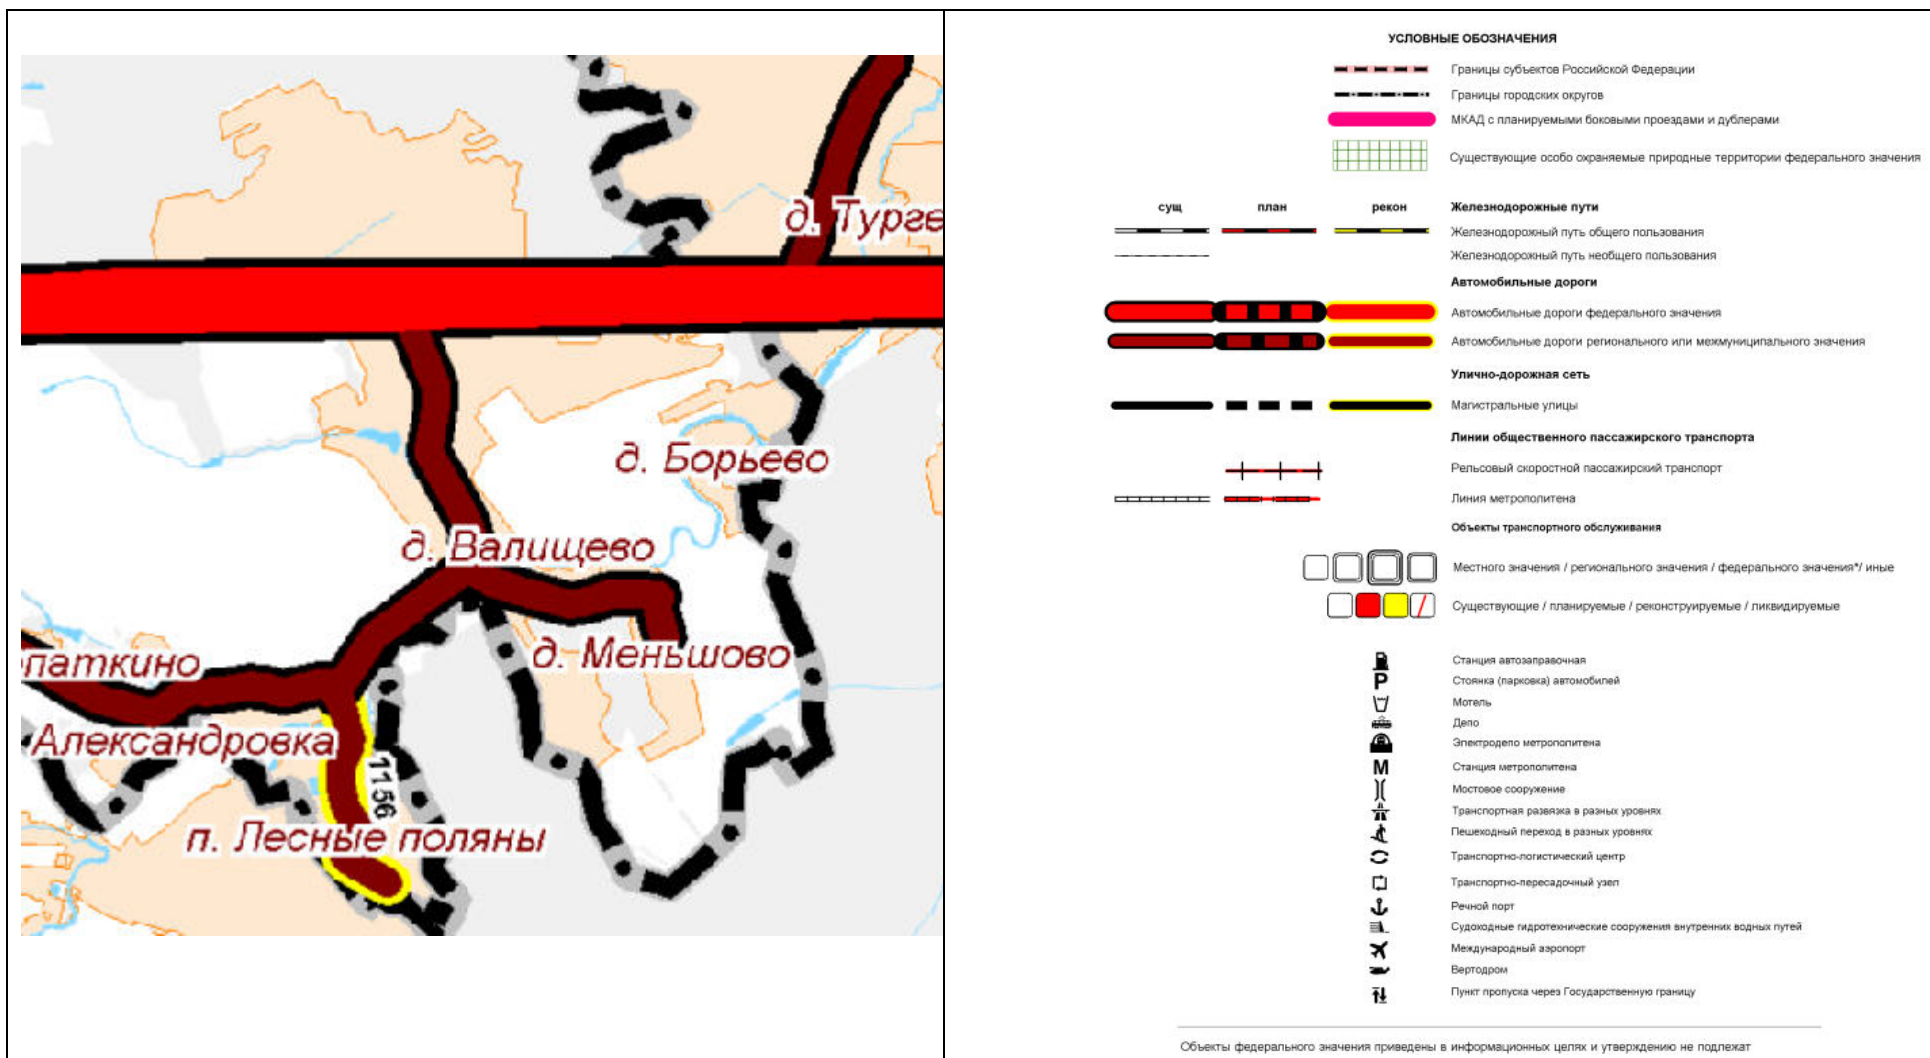 д. Турге
д. Борьево
д. Валищево
д. Меньшово
паткино
Александровка
1156
п. Лесные поляны
УСЛОВНЫЕ ОБОЗНАЧЕНИЯ
Границы субъектов Российской Федерации
Границы городских округов
МКАД с планируемыми боковыми проездами и дублерами
Существующие особо охраняемые природные территории федерального значения
сущ план рекон Железнодорожные пути
Железнодорожный путь общего пользования
Железнодорожный путь необщего пользования
Автомобильные дороги
Автомобильные дороги федерального значения
Автомобильные дороги регионального или межмуниципального значения
Улично-дорожная сеть
Магистральные улицы
Линии общественного пассажирского транспорта
Рельсовый скоростной пассажирский транспорт
Линия метрополитена
Объекты транспортного обслуживания
Местного значения / регионального значения / федерального значения*/ иные
Существующие / планируемые / реконструируемые / ликвидируемые
Станция автозаправочная
P Стоянка (парковка) автомобилей
Мотель
Депо
Электродепо метрополитена
M Станция метрополитена
Мостовое сооружение
Транспортная развязка в разных уровнях
Пешеходный переход в разных уровнях
Транспортно-логистический центр
Транспортно-пересадочный узел
Речной порт
Судоходные гидротехнические сооружения внутренних водных путей
Международный аэропорт
Вертодром
Пункт пропуска через Государственную границу
Объекты федерального значения приведены в информационных целях и утверждению не подлежат